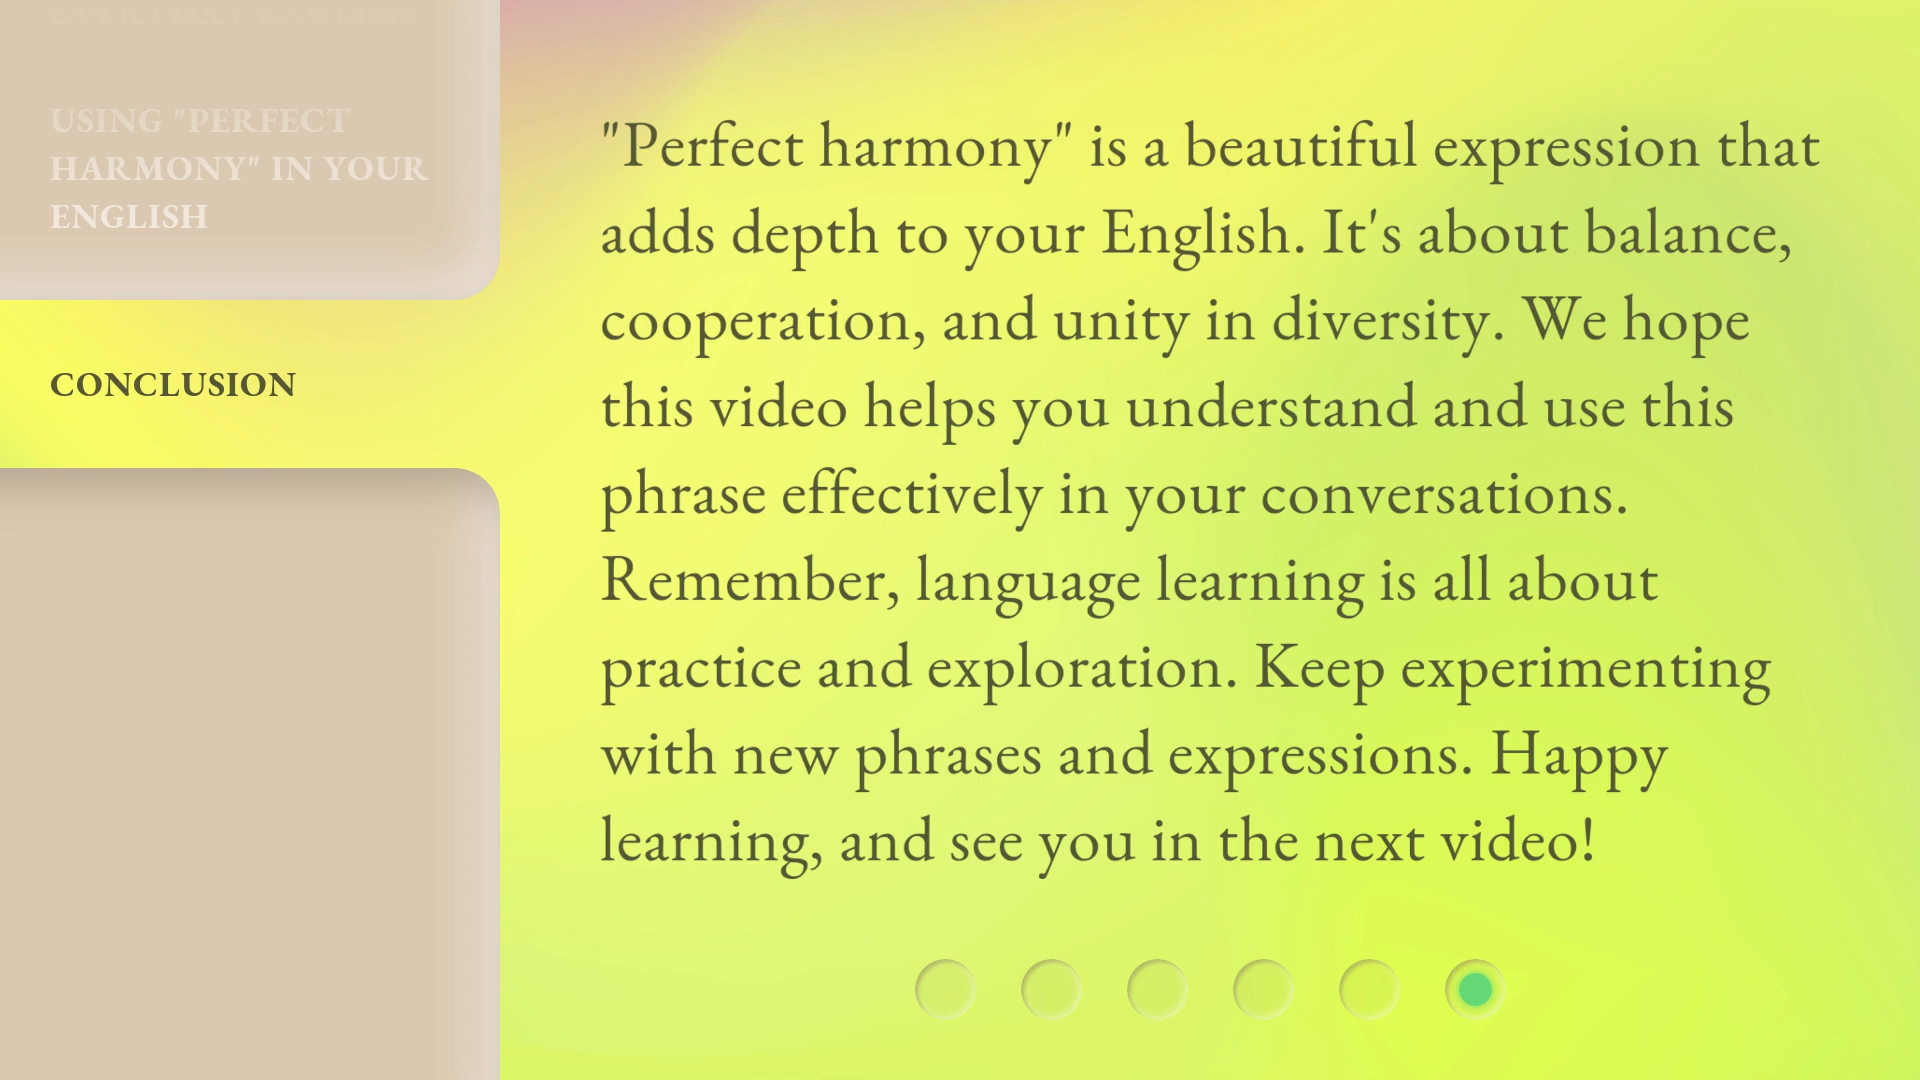 USING "PERFECT
HARMONY" IN YOUR
ENGLISH
CONCLUSION
"Perfect harmony" is a beautiful expression that
adds depth to your English. It's about balance,
cooperation, and unity in diversity. We hope
this video helps you understand and use this
phrase effectively in your conversations.
Remember, language learning is all about
practice and exploration. Keep experimenting
with new phrases and expressions. Happy
learning, and see you in the next video!